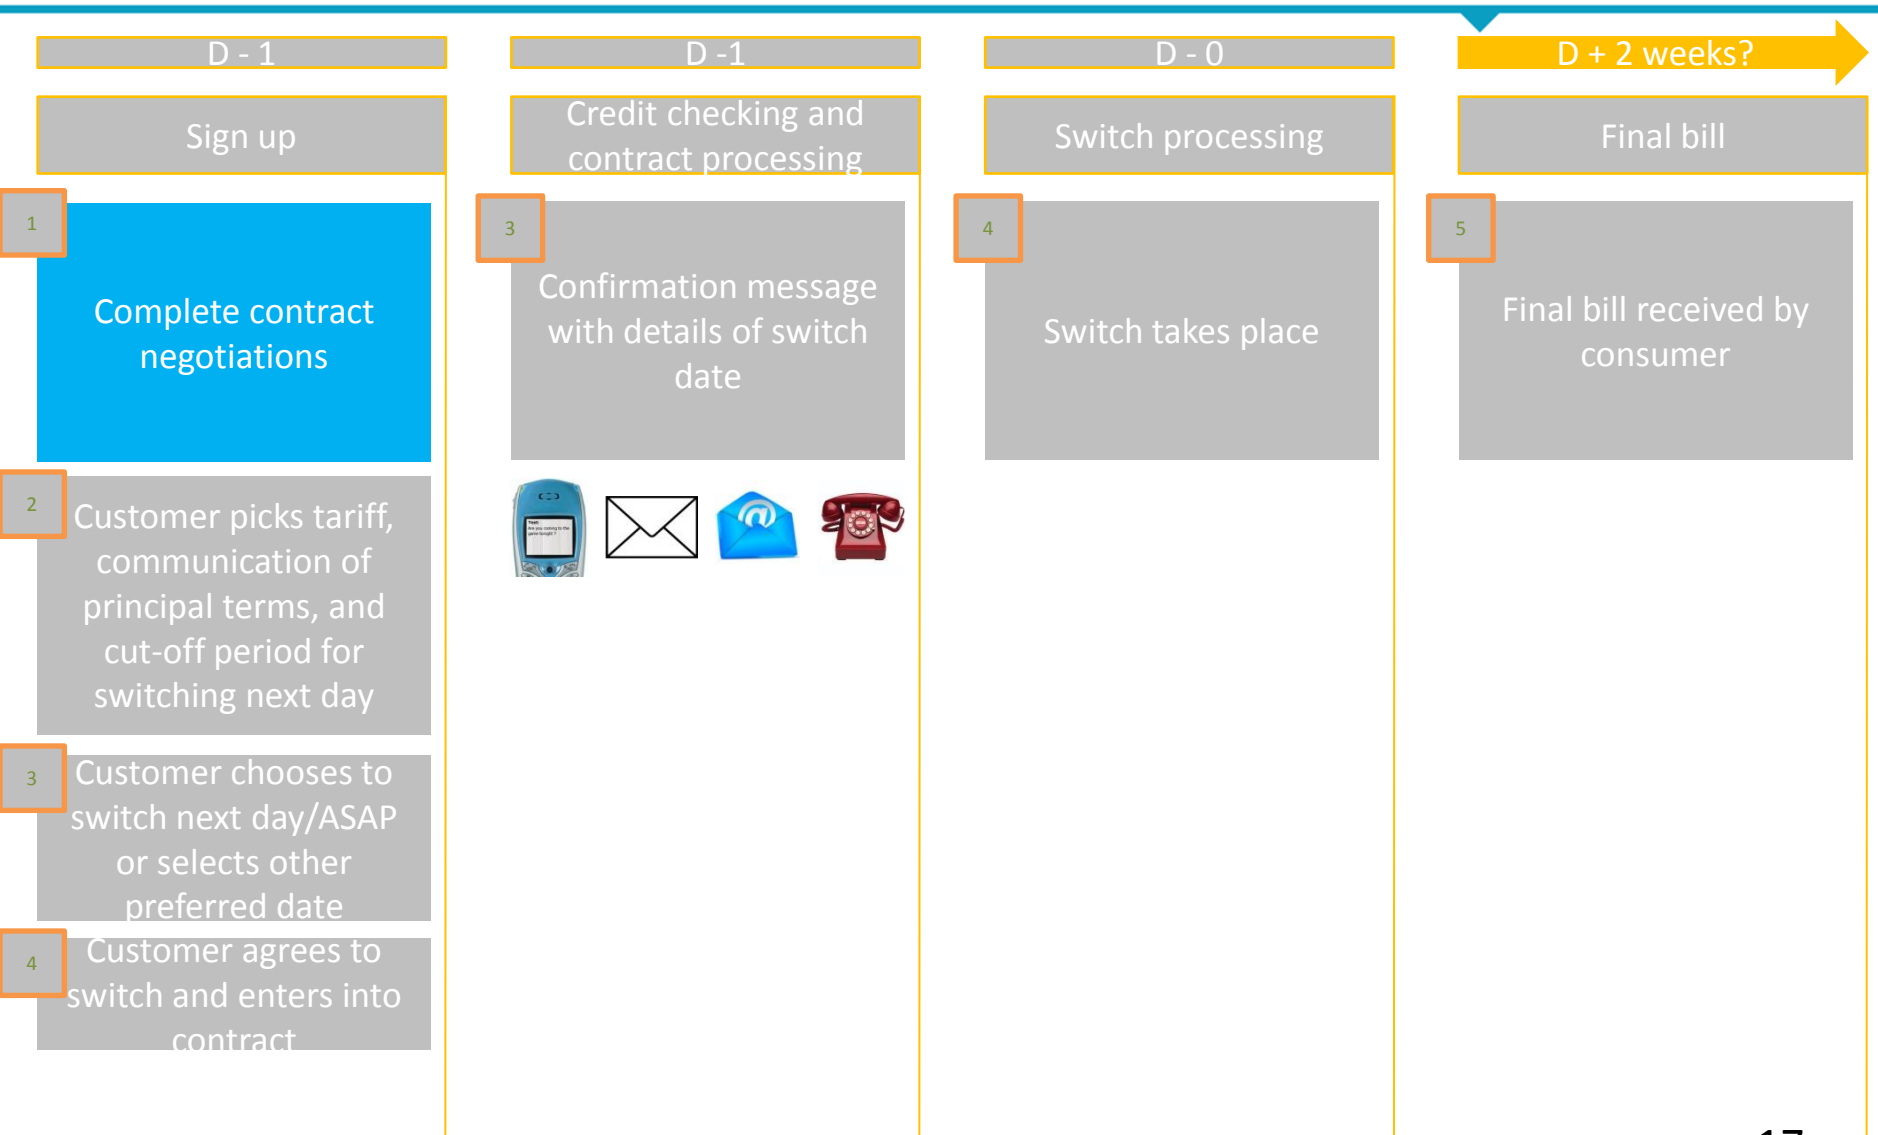 D - 1
D -1
D - 0
D + 2 weeks?
Sign up
Credit checking and
contract processing
Switch processing
Final bill
1
Complete contract
negotiations
2
Customer picks tariff,
communication of
principal terms, and
cut-off period for
switching next day
3
Customer chooses to
switch next day/ASAP
or selects other
preferred date
4
Customer agrees to
switch and enters into
contract
3
Confirmation message
with details of switch
date
4
Switch takes place
5
Final bill received by
consumer
17